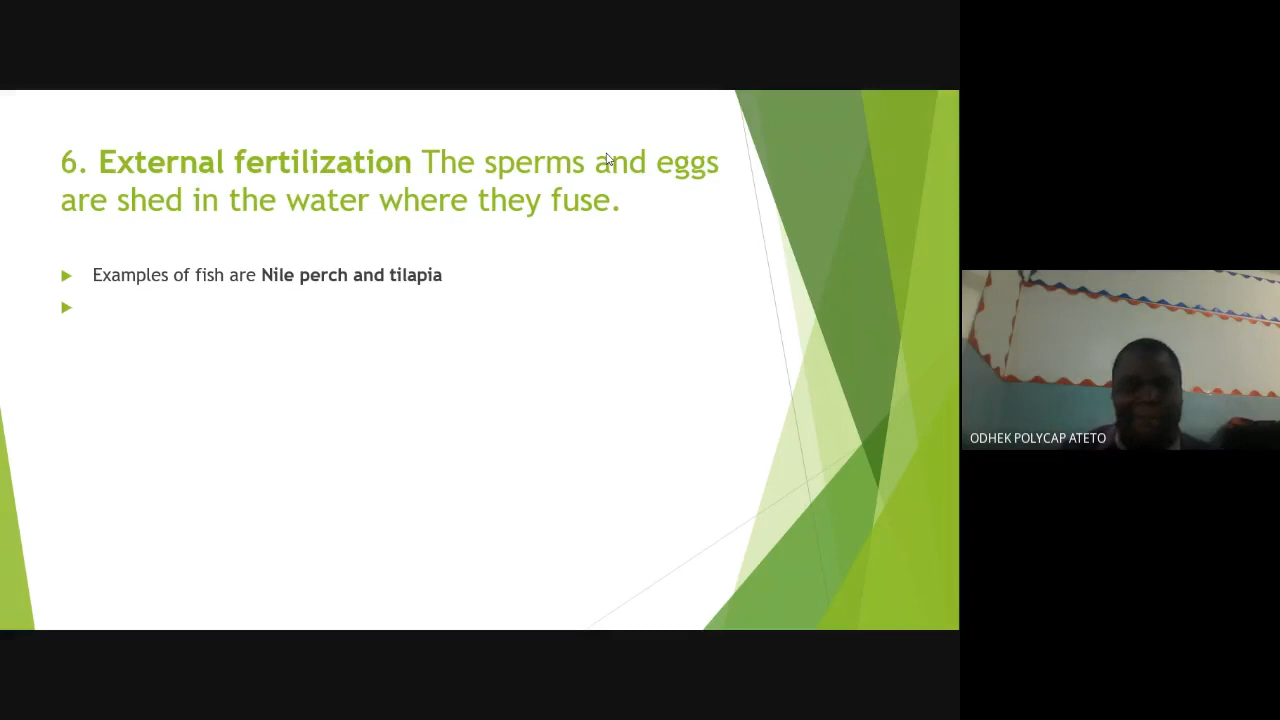 6. External fertilization The sperms and eggs
are shed in the water where they fuse.
Examples of fish are Nile perch and tilapia
ODHEK POLYCAP ATETO